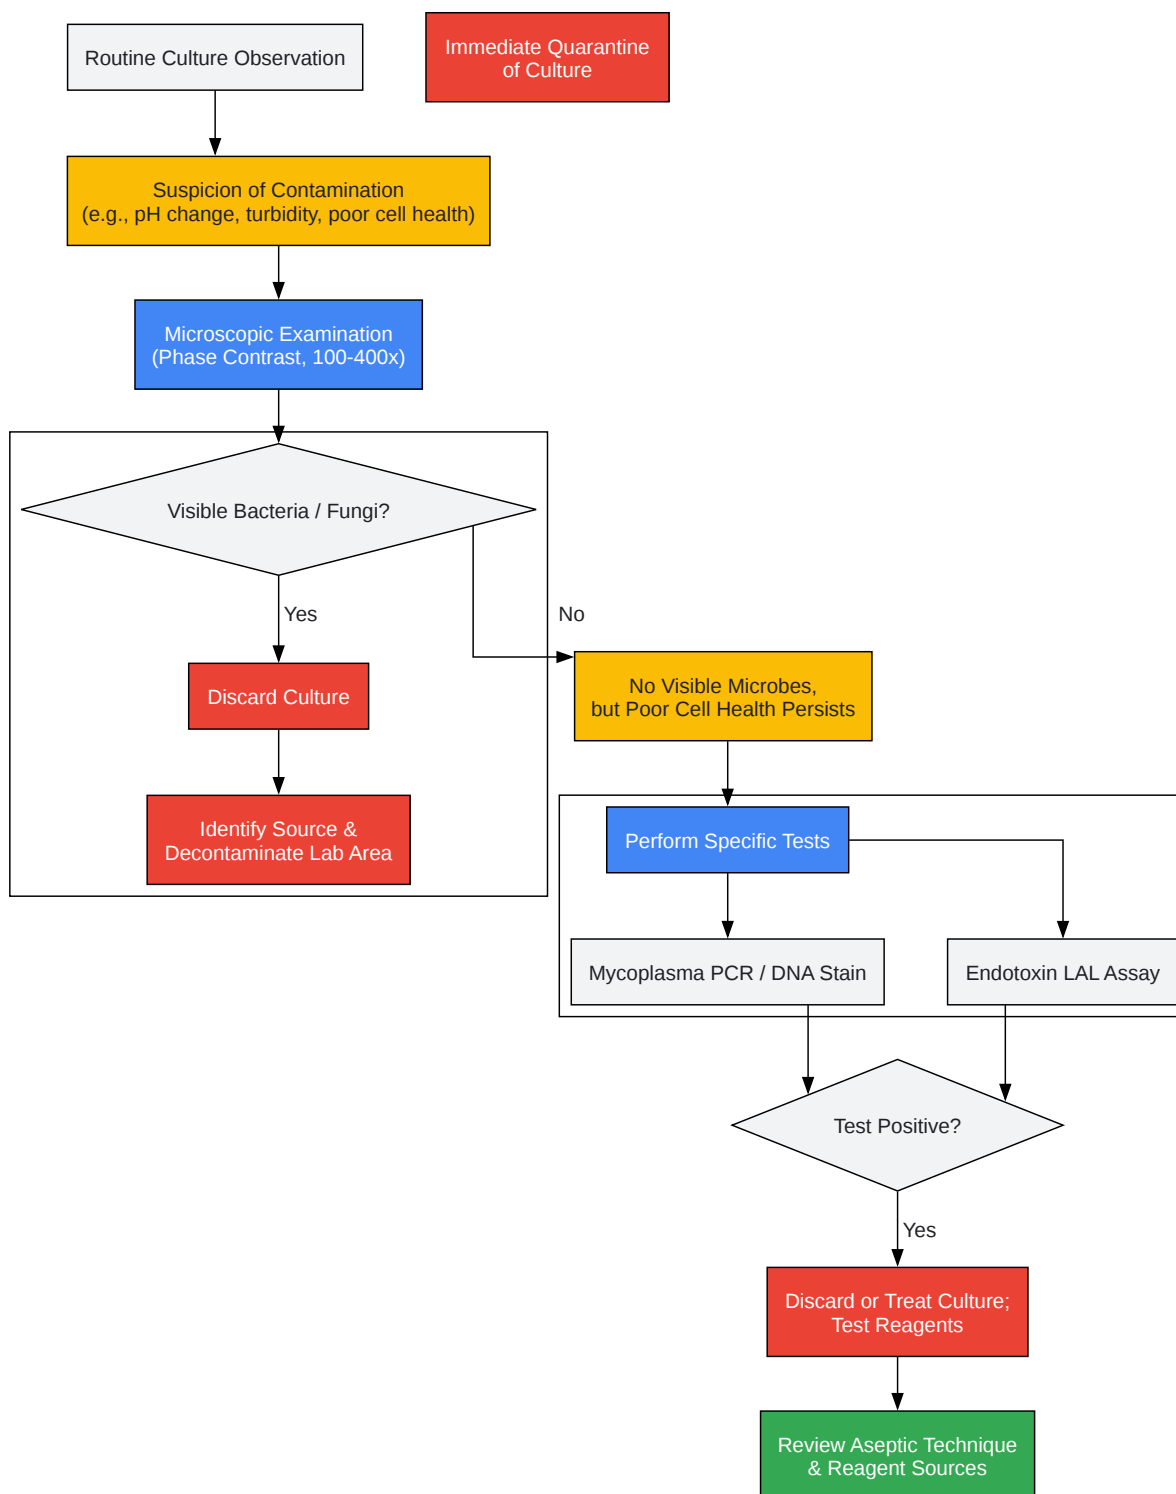 Routine Culture Observation
Immediate Quarantine
of Culture
Suspicion of Contamination
(e.g., pH change, turbidity, poor cell health)
Microscopic Examination
(Phase Contrast, 100-400x)
Visible Bacteria / Fungi?
Yes
No
Discard Culture
No Visible Microbes,
but Poor Cell Health Persists
Identify Source &
Decontaminate Lab Area
Perform Specific Tests
Mycoplasma PCR / DNA Stain
Endotoxin LAL Assay
Test Positive?
Yes
Discard or Treat Culture;
Test Reagents
Review Aseptic Technique
& Reagent Sources